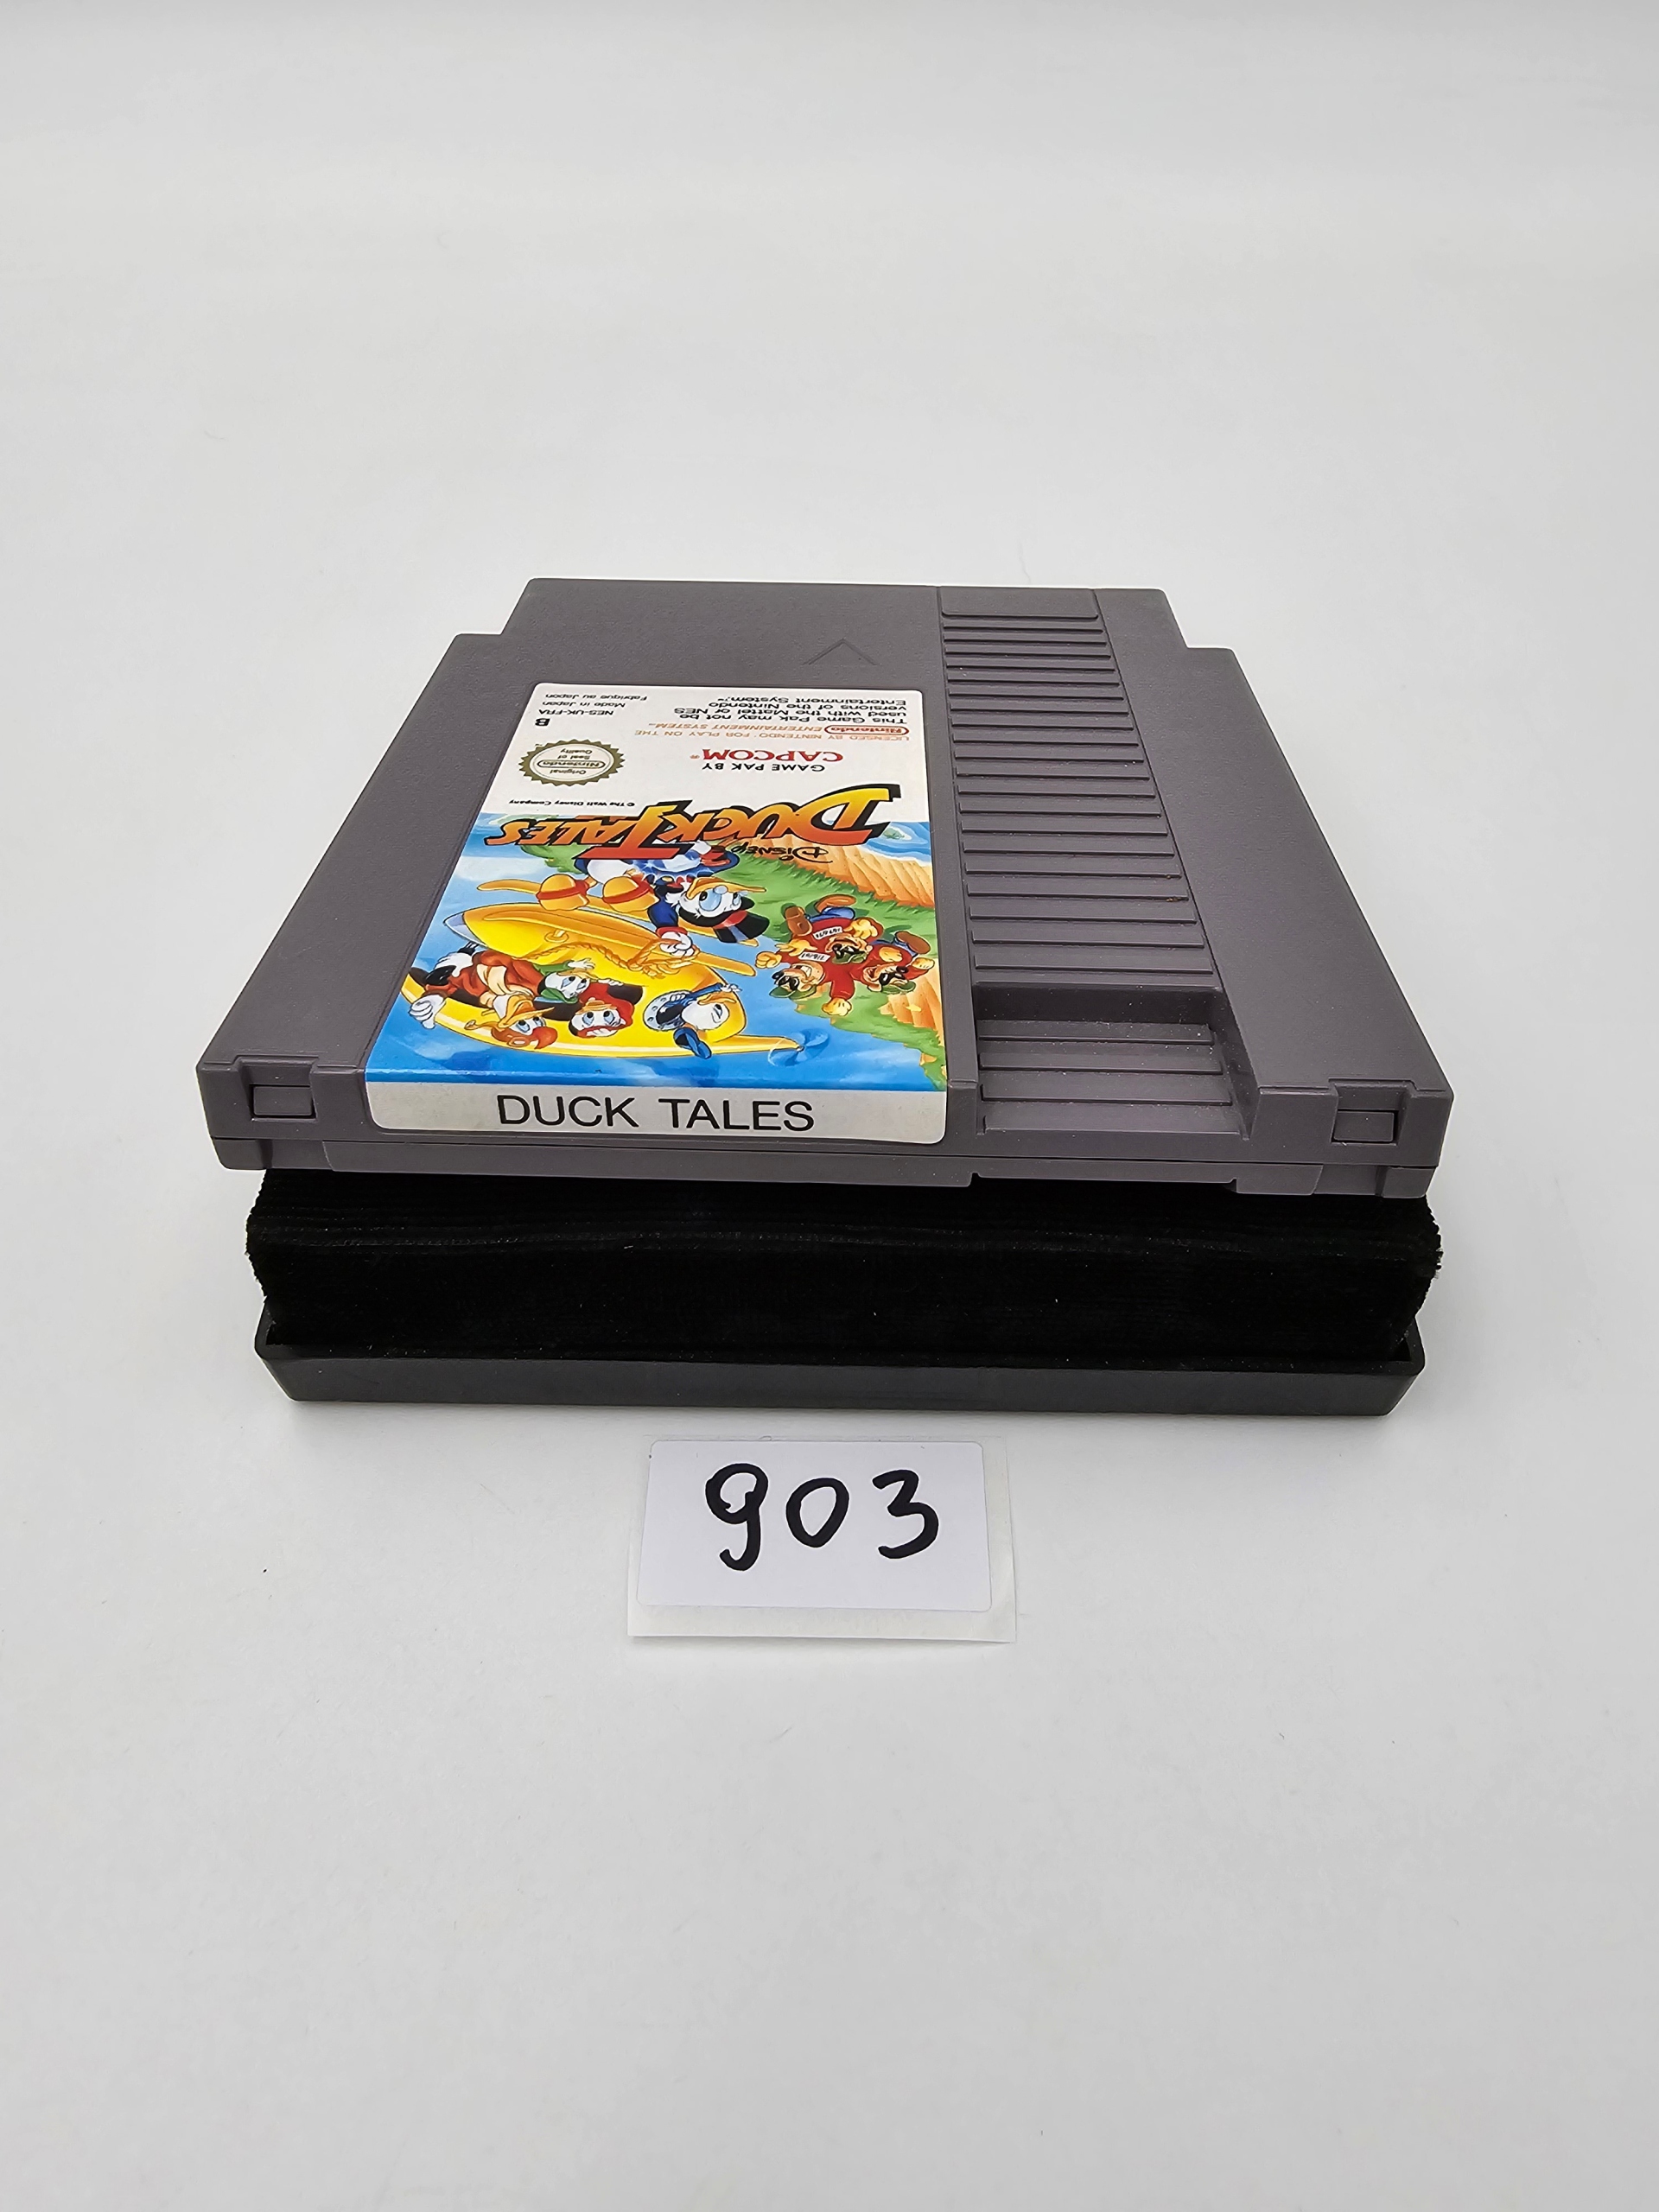 DUCK TALES
Disney's
DUCKTALES
© The Walt Disney Company
GAME PAK BY
CAPCOM®
Original
Nintendo
Seal of
Quality
LICENSED BY NINTENDO® FOR PLAY ON THE
Nintendo ENTERTAINMENT SYSTEM™
This Game Pak may not be
used with the Mattel or NES
versions of the Nintendo
Entertainment System.™
B
NES-UK-FRA
Made in Japan
Fabriqué au Japon
903